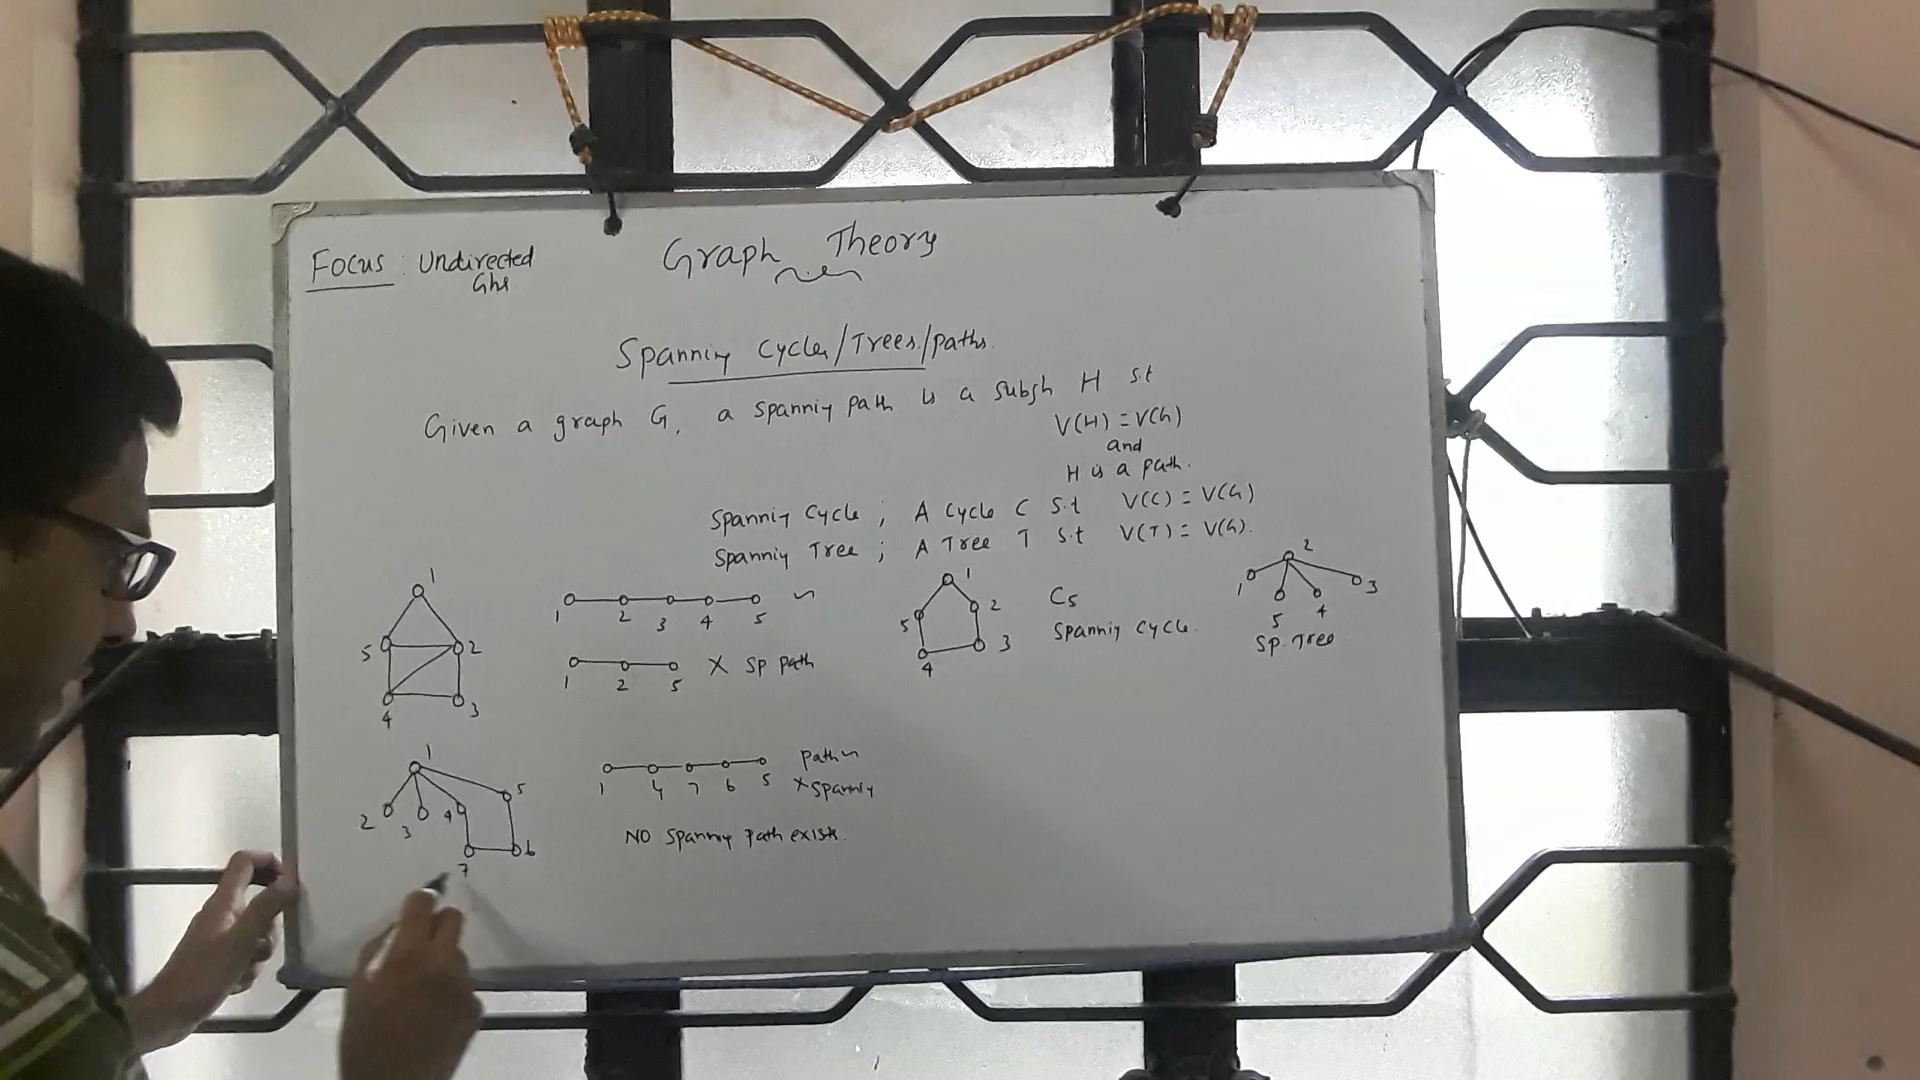 Graph Theory
Focus : Undirected
Ghs
Spanniy Cycles/Trees/paths.
Given a graph G, a spanniy path is a subgh H s.t
V(H) = V(G)
and
H is a path.
Spanniy Cycle ; A Cycle C s.t V(C) = V(G)
Spanniy Tree ; A Tree T s.t V(T) = V(G).
1
5 2
4 3
1 2 3 4 5
1 2 5 X SP path
1
5 2
4 3
C5
Spanniy cycle.
2
1 5 4 3
Sp. Tree
1
2 3 4 5
7 6
1 4 7 6 5
path
X spanniy
NO spanniy path exists.